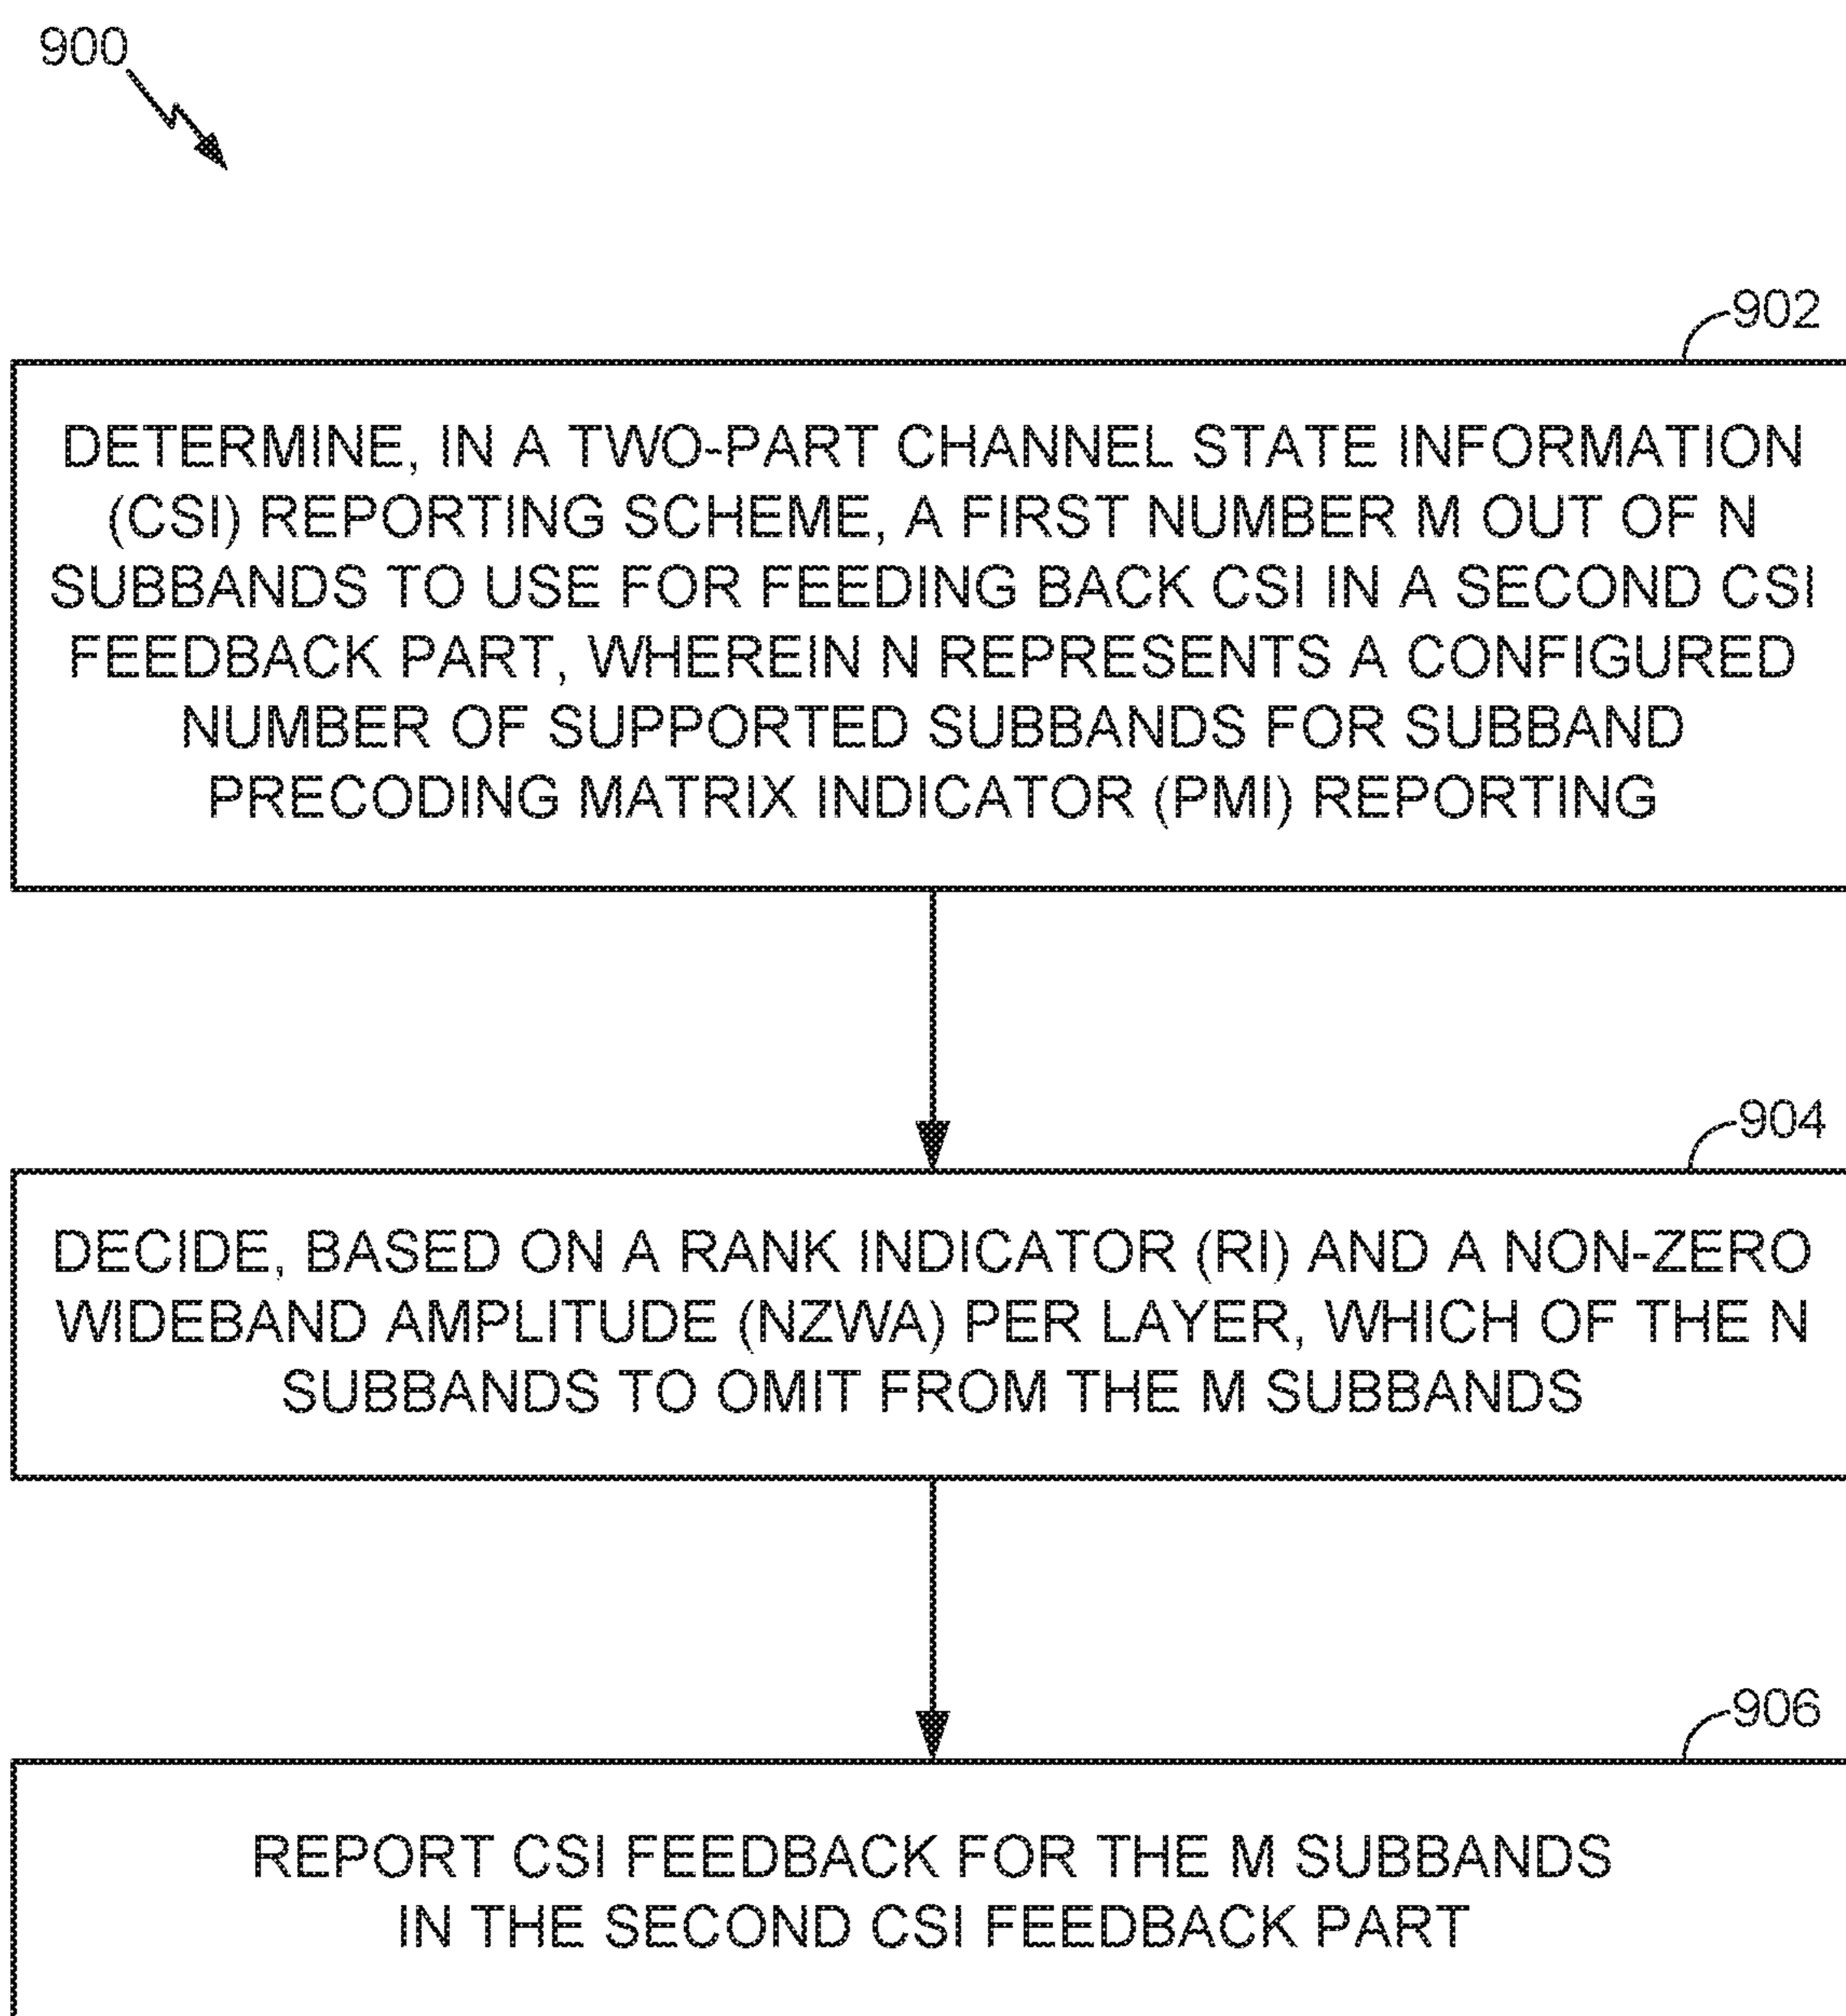 900
902
DETERMINE, IN A TWO-PART CHANNEL STATE INFORMATION
(CSI) REPORTING SCHEME, A FIRST NUMBER M OUT OF N
SUBBANDS TO USE FOR FEEDING BACK CSI IN A SECOND CSI
FEEDBACK PART, WHEREIN N REPRESENTS A CONFIGURED
NUMBER OF SUPPORTED SUBBANDS FOR SUBBAND
PRECODING MATRIX INDICATOR (PMI) REPORTING
904
DECIDE, BASED ON A RANK INDICATOR (RI) AND A NON-ZERO
WIDEBAND AMPLITUDE (NZWA) PER LAYER, WHICH OF THE N
SUBBANDS TO OMIT FROM THE M SUBBANDS
906
REPORT CSI FEEDBACK FOR THE M SUBBANDS
IN THE SECOND CSI FEEDBACK PART